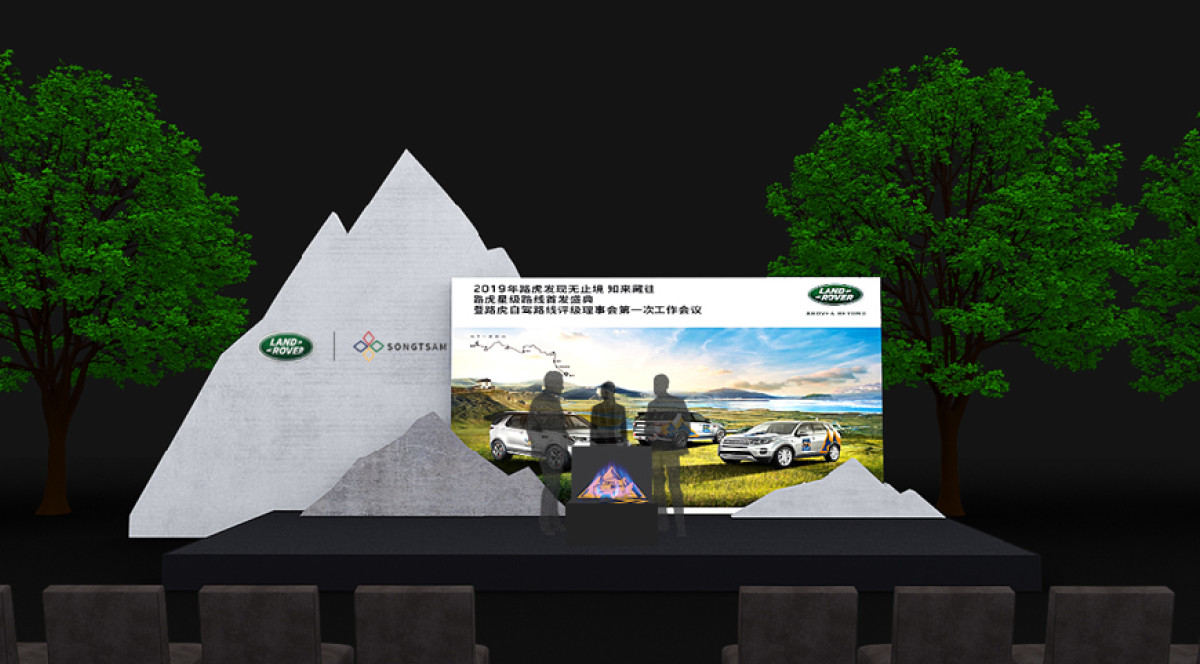 2019年路虎发现无止境 知来藏往
路虎星级路线首发盛典
暨路虎自驾路线评级理事会第一次工作会议
LAND ROVER
ABOVE & BEYOND
LAND ROVER
SONGTSAM